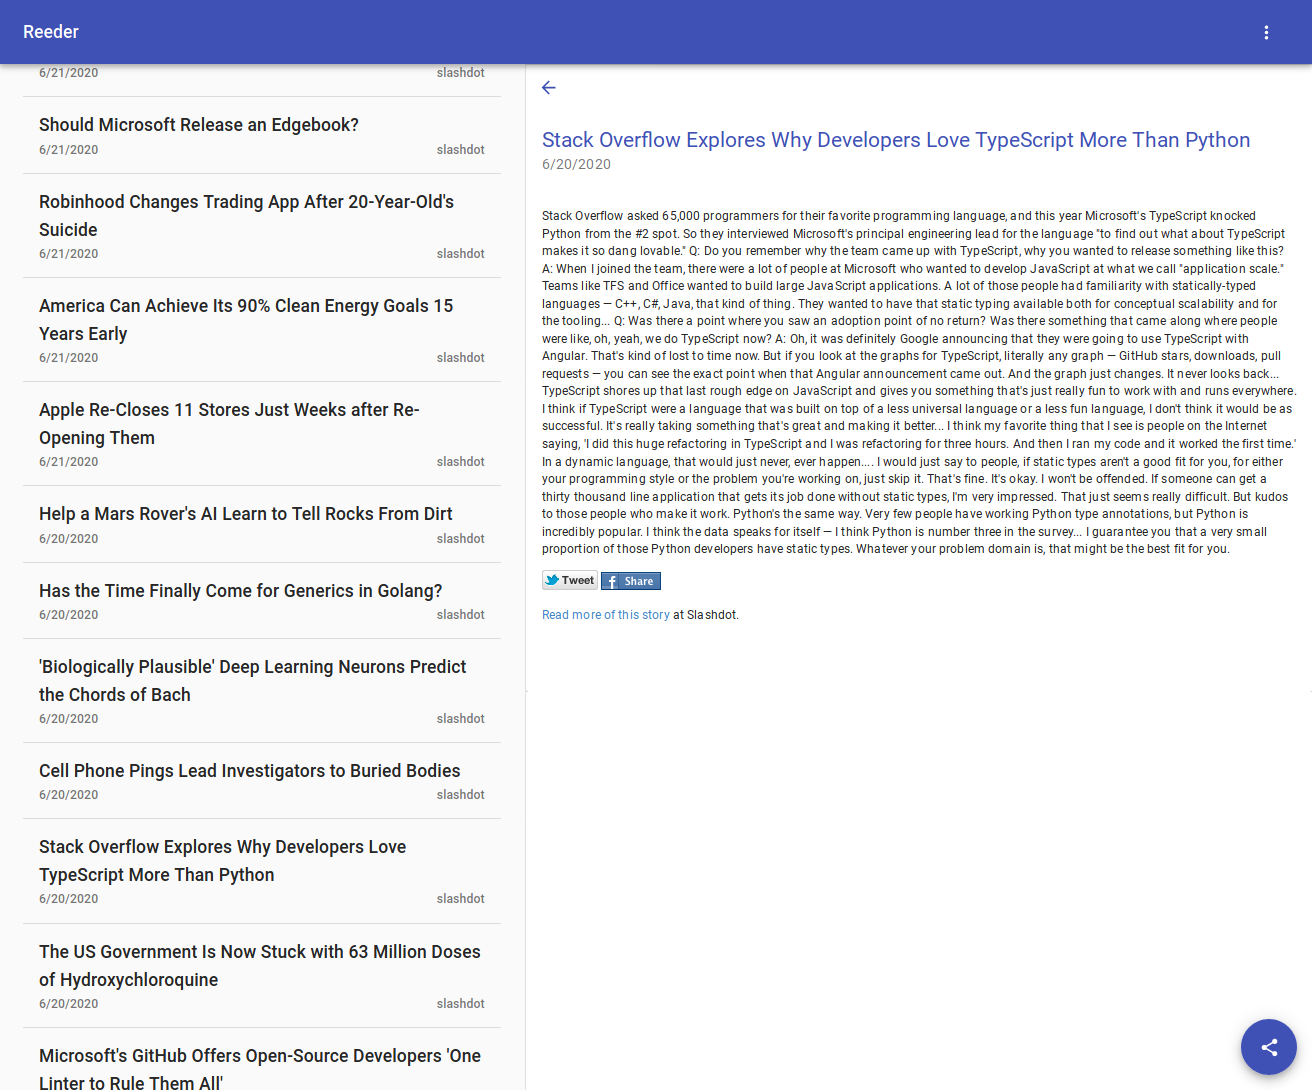 Reeder
6/21/2020 slashdot
Should Microsoft Release an Edgebook?
6/21/2020 slashdot
Robinhood Changes Trading App After 20-Year-Old's
Suicide
6/21/2020 slashdot
America Can Achieve Its 90% Clean Energy Goals 15
Years Early
6/21/2020 slashdot
Apple Re-Closes 11 Stores Just Weeks after Re-
Opening Them
6/21/2020 slashdot
Help a Mars Rover's AI Learn to Tell Rocks From Dirt
6/20/2020 slashdot
Has the Time Finally Come for Generics in Golang?
6/20/2020 slashdot
'Biologically Plausible' Deep Learning Neurons Predict
the Chords of Bach
6/20/2020 slashdot
Cell Phone Pings Lead Investigators to Buried Bodies
6/20/2020 slashdot
Stack Overflow Explores Why Developers Love
TypeScript More Than Python
6/20/2020 slashdot
The US Government Is Now Stuck with 63 Million Doses
of Hydroxychloroquine
6/20/2020 slashdot
Microsoft's GitHub Offers Open-Source Developers 'One
Linter to Rule Them All'
Stack Overflow Explores Why Developers Love TypeScript More Than Python
6/20/2020
Stack Overflow asked 65,000 programmers for their favorite programming language, and this year Microsoft's TypeScript knocked
Python from the #2 spot. So they interviewed Microsoft's principal engineering lead for the language "to find out what about TypeScript
makes it so dang lovable." Q: Do you remember why the team came up with TypeScript, why you wanted to release something like this?
A: When I joined the team, there were a lot of people at Microsoft who wanted to develop JavaScript at what we call "application scale."
Teams like TFS and Office wanted to build large JavaScript applications. A lot of those people had familiarity with statically-typed
languages — C++, C#, Java, that kind of thing. They wanted to have that static typing available both for conceptual scalability and for
the tooling... Q: Was there a point where you saw an adoption point of no return? Was there something that came along where people
were like, oh, yeah, we do TypeScript now? A: Oh, it was definitely Google announcing that they were going to use TypeScript with
Angular. That's kind of lost to time now. But if you look at the graphs for TypeScript, literally any graph — GitHub stars, downloads, pull
requests — you can see the exact point when that Angular announcement came out. And the graph just changes. It never looks back...
TypeScript shores up that last rough edge on JavaScript and gives you something that's just really fun to work with and runs everywhere.
I think if TypeScript were a language that was built on top of a less universal language or a less fun language, I don't think it would be as
successful. It's really taking something that's great and making it better... I think my favorite thing that I see is people on the Internet
saying, 'I did this huge refactoring in TypeScript and I was refactoring for three hours. And then I ran my code and it worked the first time.'
In a dynamic language, that would just never, ever happen.... I would just say to people, if static types aren't a good fit for you, for either
your programming style or the problem you're working on, just skip it. That's fine. It's okay. I won't be offended. If someone can get a
thirty thousand line application that gets its job done without static types, I'm very impressed. That just seems really difficult. But kudos
to those people who make it work. Python's the same way. Very few people have working Python type annotations, but Python is
incredibly popular. I think the data speaks for itself — I think Python is number three in the survey... I guarantee you that a very small
proportion of those Python developers have static types. Whatever your problem domain is, that might be the best fit for you.
Tweet Share
Read more of this story at Slashdot.